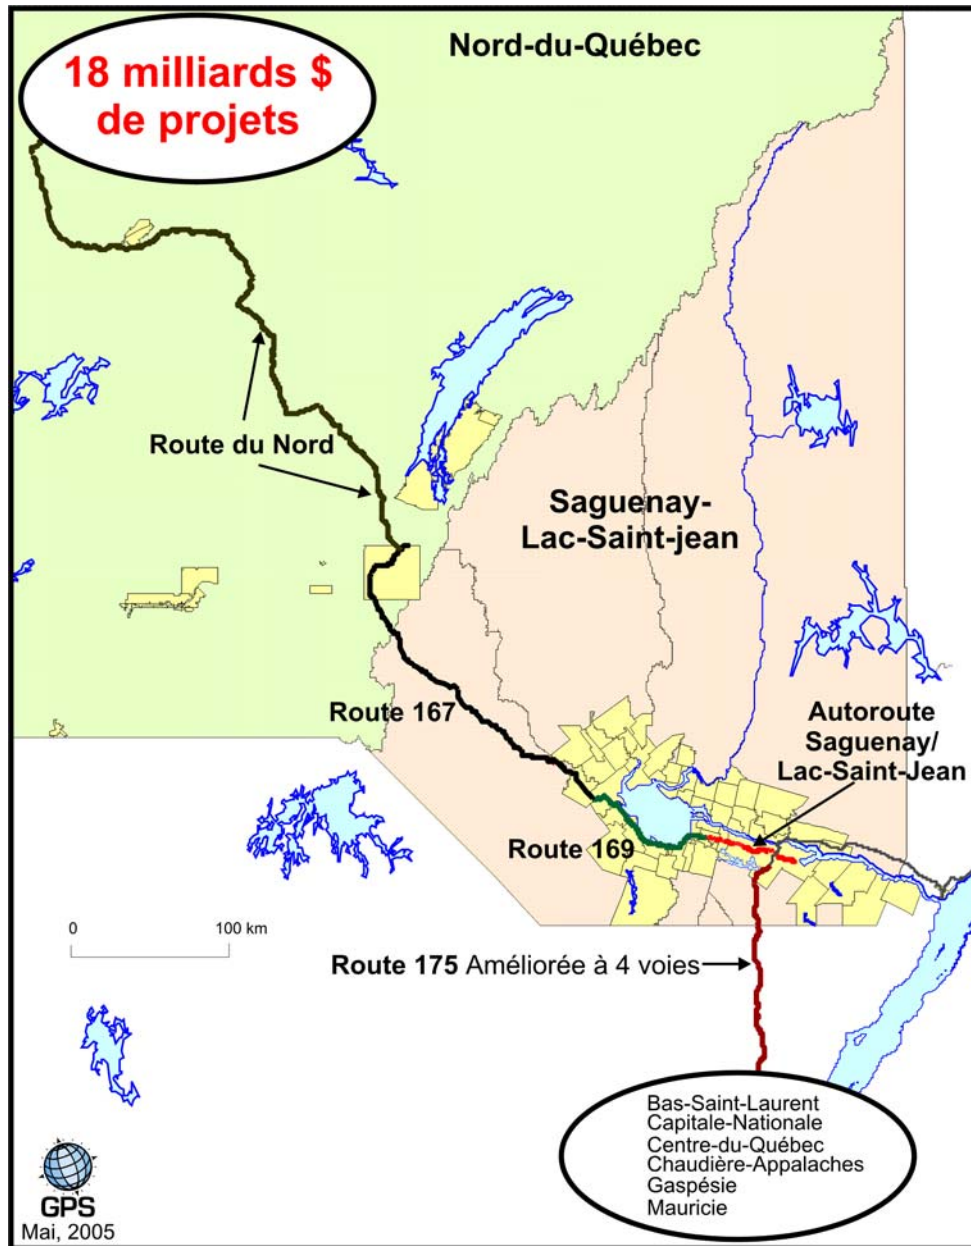 Nord-du-Québec
18 milliards $
de projets
Route du Nord
Saguenay-
Lac-Saint-jean
Route 167
Autoroute
Saguenay/
Lac-Saint-Jean
Route 169
0 100 km
Route 175 Améliorée à 4 voies
Bas-Saint-Laurent
Capitale-Nationale
Centre-du-Québec
Chaudière-Appalaches
Gaspésie
Mauricie
GPS
Mai, 2005